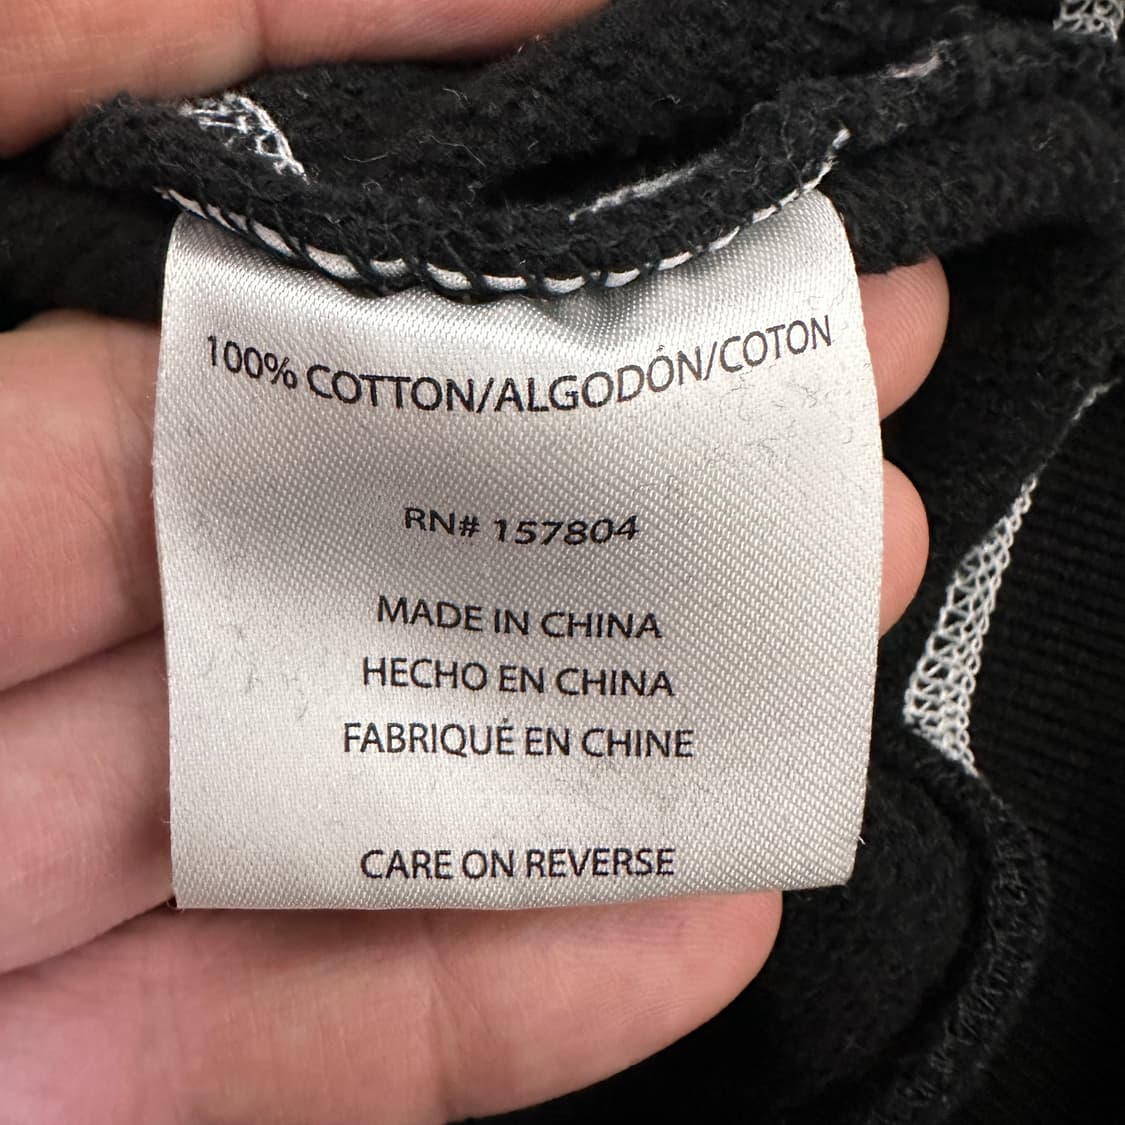 100% COTTON/ALGODÓN/COTON
RN# 157804
MADE IN CHINA
HECHO EN CHINA
FABRIQUÉ EN CHINE
CARE ON REVERSE